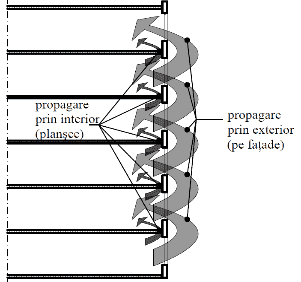 propagare
prin interior
(planșee)
propagare
prin exterior
(pe fațade)